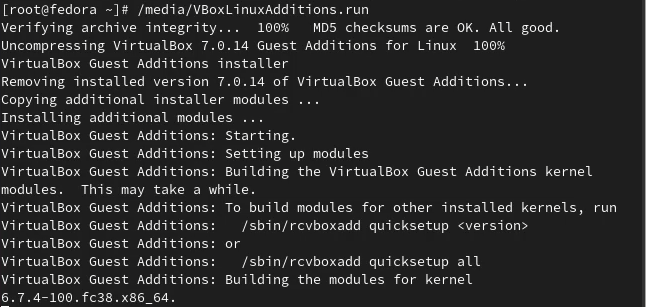 [root@fedora ~]# /media/VBoxLinuxAdditions.run
Verifying archive integrity...  100%   MD5 checksums are OK. All good.
Uncompressing VirtualBox 7.0.14 Guest Additions for Linux  100%
VirtualBox Guest Additions installer
Removing installed version 7.0.14 of VirtualBox Guest Additions...
Copying additional installer modules ...
Installing additional modules ...
VirtualBox Guest Additions: Starting.
VirtualBox Guest Additions: Setting up modules
VirtualBox Guest Additions: Building the VirtualBox Guest Additions kernel
modules.  This may take a while.
VirtualBox Guest Additions: To build modules for other installed kernels, run
VirtualBox Guest Additions:   /sbin/rcvboxadd quicksetup <version>
VirtualBox Guest Additions: or
VirtualBox Guest Additions:   /sbin/rcvboxadd quicksetup all
VirtualBox Guest Additions: Building the modules for kernel
6.7.4-100.fc38.x86_64.